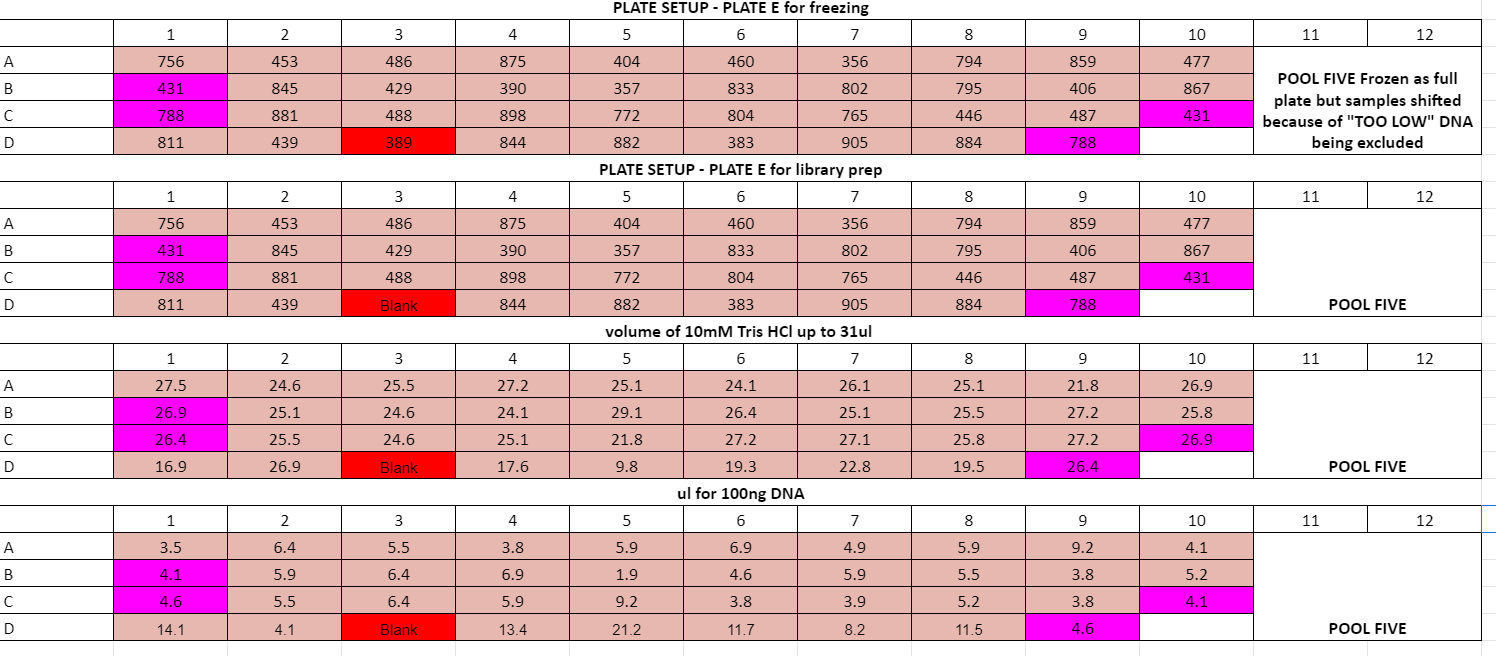 PLATE SETUP - PLATE E for freezing
1 2 3 4 5 6 7 8 9 10 11 12
A 756 453 486 875 404 460 356 794 859 477
B 431 845 429 390 357 833 802 795 406 867
C 788 881 488 898 772 804 765 446 487 431
D 811 439 389 844 882 383 905 884 788
POOL FIVE Frozen as full
plate but samples shifted
because of "TOO LOW" DNA
being excluded
PLATE SETUP - PLATE E for library prep
1 2 3 4 5 6 7 8 9 10 11 12
A 756 453 486 875 404 460 356 794 859 477
B 431 845 429 390 357 833 802 795 406 867
C 788 881 488 898 772 804 765 446 487 431
D 811 439 Blank 844 882 383 905 884 788 POOL FIVE
volume of 10mM Tris HCl up to 31ul
1 2 3 4 5 6 7 8 9 10 11 12
A 27.5 24.6 25.5 27.2 25.1 24.1 26.1 25.1 21.8 26.9
B 26.9 25.1 24.6 24.1 29.1 26.4 25.1 25.5 27.2 25.8
C 26.4 25.5 24.6 25.1 21.8 27.2 27.1 25.8 27.2 26.9
D 16.9 26.9 Blank 17.6 9.8 19.3 22.8 19.5 26.4 POOL FIVE
ul for 100ng DNA
1 2 3 4 5 6 7 8 9 10 11 12
A 3.5 6.4 5.5 3.8 5.9 6.9 4.9 5.9 9.2 4.1
B 4.1 5.9 6.4 6.9 1.9 4.6 5.9 5.5 3.8 5.2
C 4.6 5.5 6.4 5.9 9.2 3.8 3.9 5.2 3.8 4.1
D 14.1 4.1 Blank 13.4 21.2 11.7 8.2 11.5 4.6 POOL FIVE